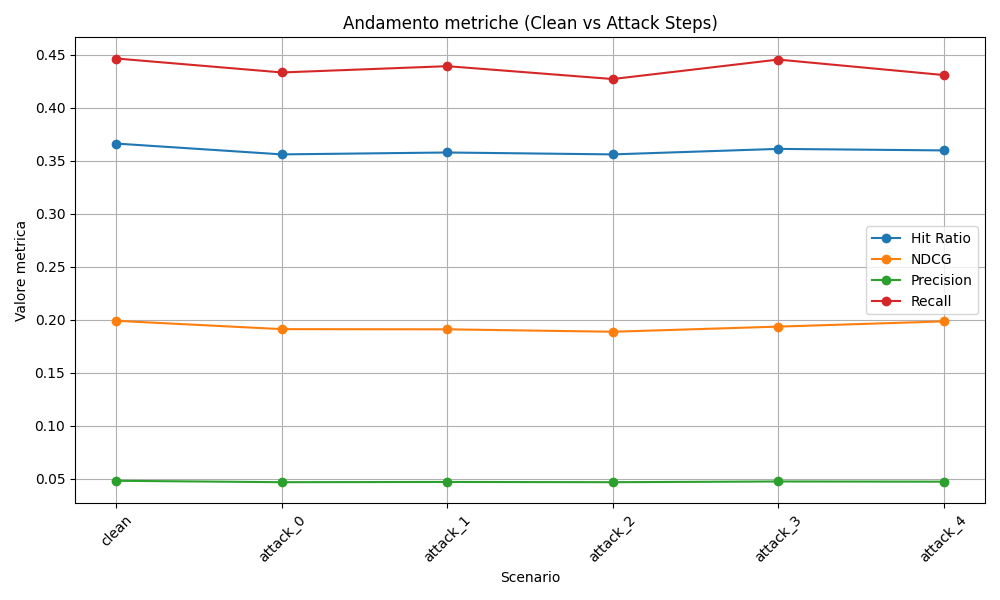 Andamento metriche (Clean vs Attack Steps)
Valore metrica
0.45
0.40
0.35
0.30
0.25
0.20
0.15
0.10
0.05
Hit Ratio
NDCG
Precision
Recall
clean
attack_0
attack_1
attack_2
attack_3
attack_4
Scenario